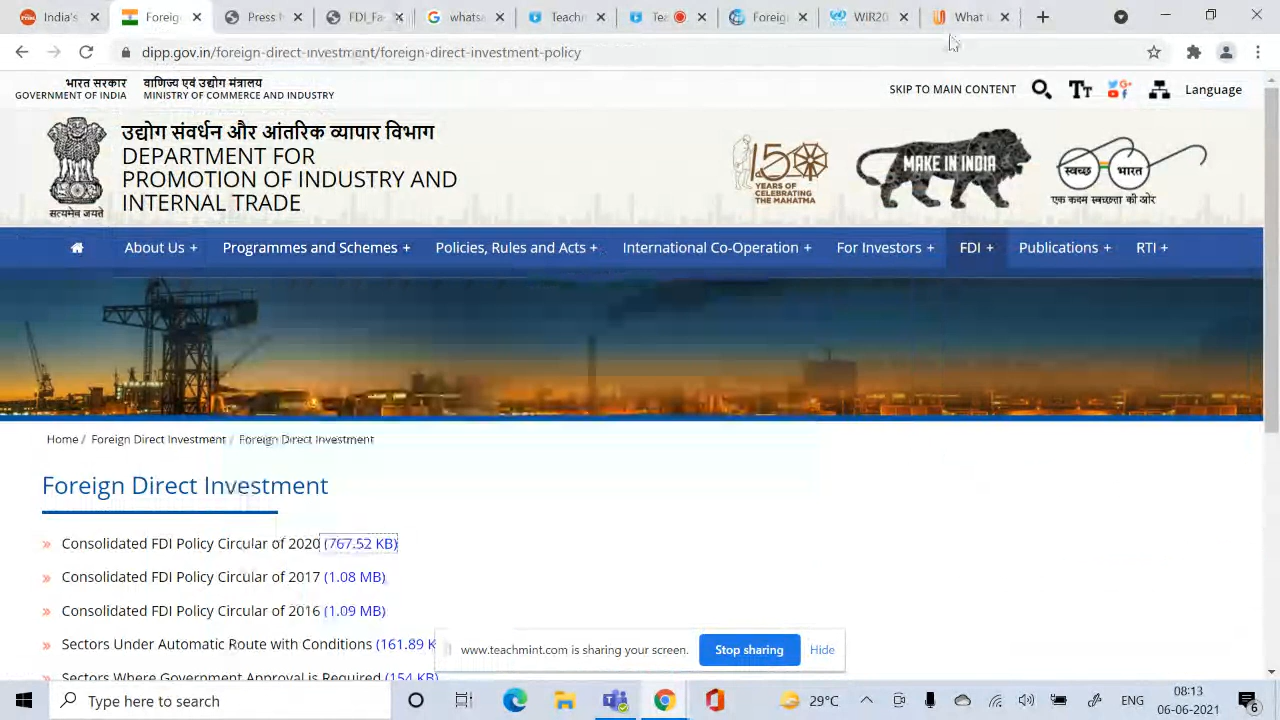 India's
Foreig
Press
FDI_Fa
what
Teachm
Tea
Foreig
WIR20
What
dipp.gov.in/foreign-direct-investment/foreign-direct-investment-policy
भारत सरकार
GOVERNMENT OF INDIA
वाणिज्य एवं उद्योग मंत्रालय
MINISTRY OF COMMERCE AND INDUSTRY
SKIP TO MAIN CONTENT
TT
Language
सत्यमेव जयते
उद्योग संवर्धन और आंतरिक व्यापार विभाग
DEPARTMENT FOR
PROMOTION OF INDUSTRY AND
INTERNAL TRADE
150
YEARS OF
CELEBRATING
THE MAHATMA
MAKE IN INDIA
स्वच्छ भारत
एक कदम स्वच्छता की ओर
About Us +
Programmes and Schemes +
Policies, Rules and Acts +
International Co-Operation +
For Investors +
FDI +
Publications +
RTI +
Home / Foreign Direct Investment / Foreign Direct Investment
Foreign Direct Investment
» Consolidated FDI Policy Circular of 2020 (767.52 KB)
» Consolidated FDI Policy Circular of 2017 (1.08 MB)
» Consolidated FDI Policy Circular of 2016 (1.09 MB)
» Sectors Under Automatic Route with Conditions (161.89 K
» Sectors Where Government Approval is Required (154 KB)
www.teachmint.com is sharing your screen.
Stop sharing
Hide
Type here to search
29°C
ENG
08:13
06-06-2021
6